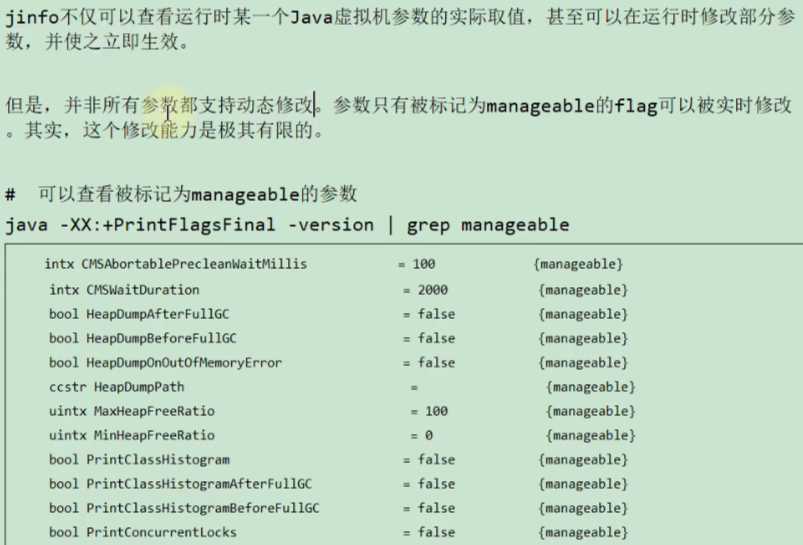 jinfo不仅可以查看运行时某一个Java虚拟机参数的实际取值，甚至可以在运行时修改部分参
数，并使之立即生效。
但是，并非所有参数都支持动态修改。参数只有被标记为manageable的flag可以被实时修改
。其实，这个修改能力是极其有限的。
#  可以查看被标记为manageable的参数
java -XX:+PrintFlagsFinal -version | grep manageable
intx CMSAbortablePrecleanWaitMillis = 100 {manageable}
intx CMSWaitDuration = 2000 {manageable}
bool HeapDumpAfterFullGC = false {manageable}
bool HeapDumpBeforeFullGC = false {manageable}
bool HeapDumpOnOutOfMemoryError = false {manageable}
ccstr HeapDumpPath = {manageable}
uintx MaxHeapFreeRatio = 100 {manageable}
uintx MinHeapFreeRatio = 0 {manageable}
bool PrintClassHistogram = false {manageable}
bool PrintClassHistogramAfterFullGC = false {manageable}
bool PrintClassHistogramBeforeFullGC = false {manageable}
bool PrintConcurrentLocks = false {manageable}